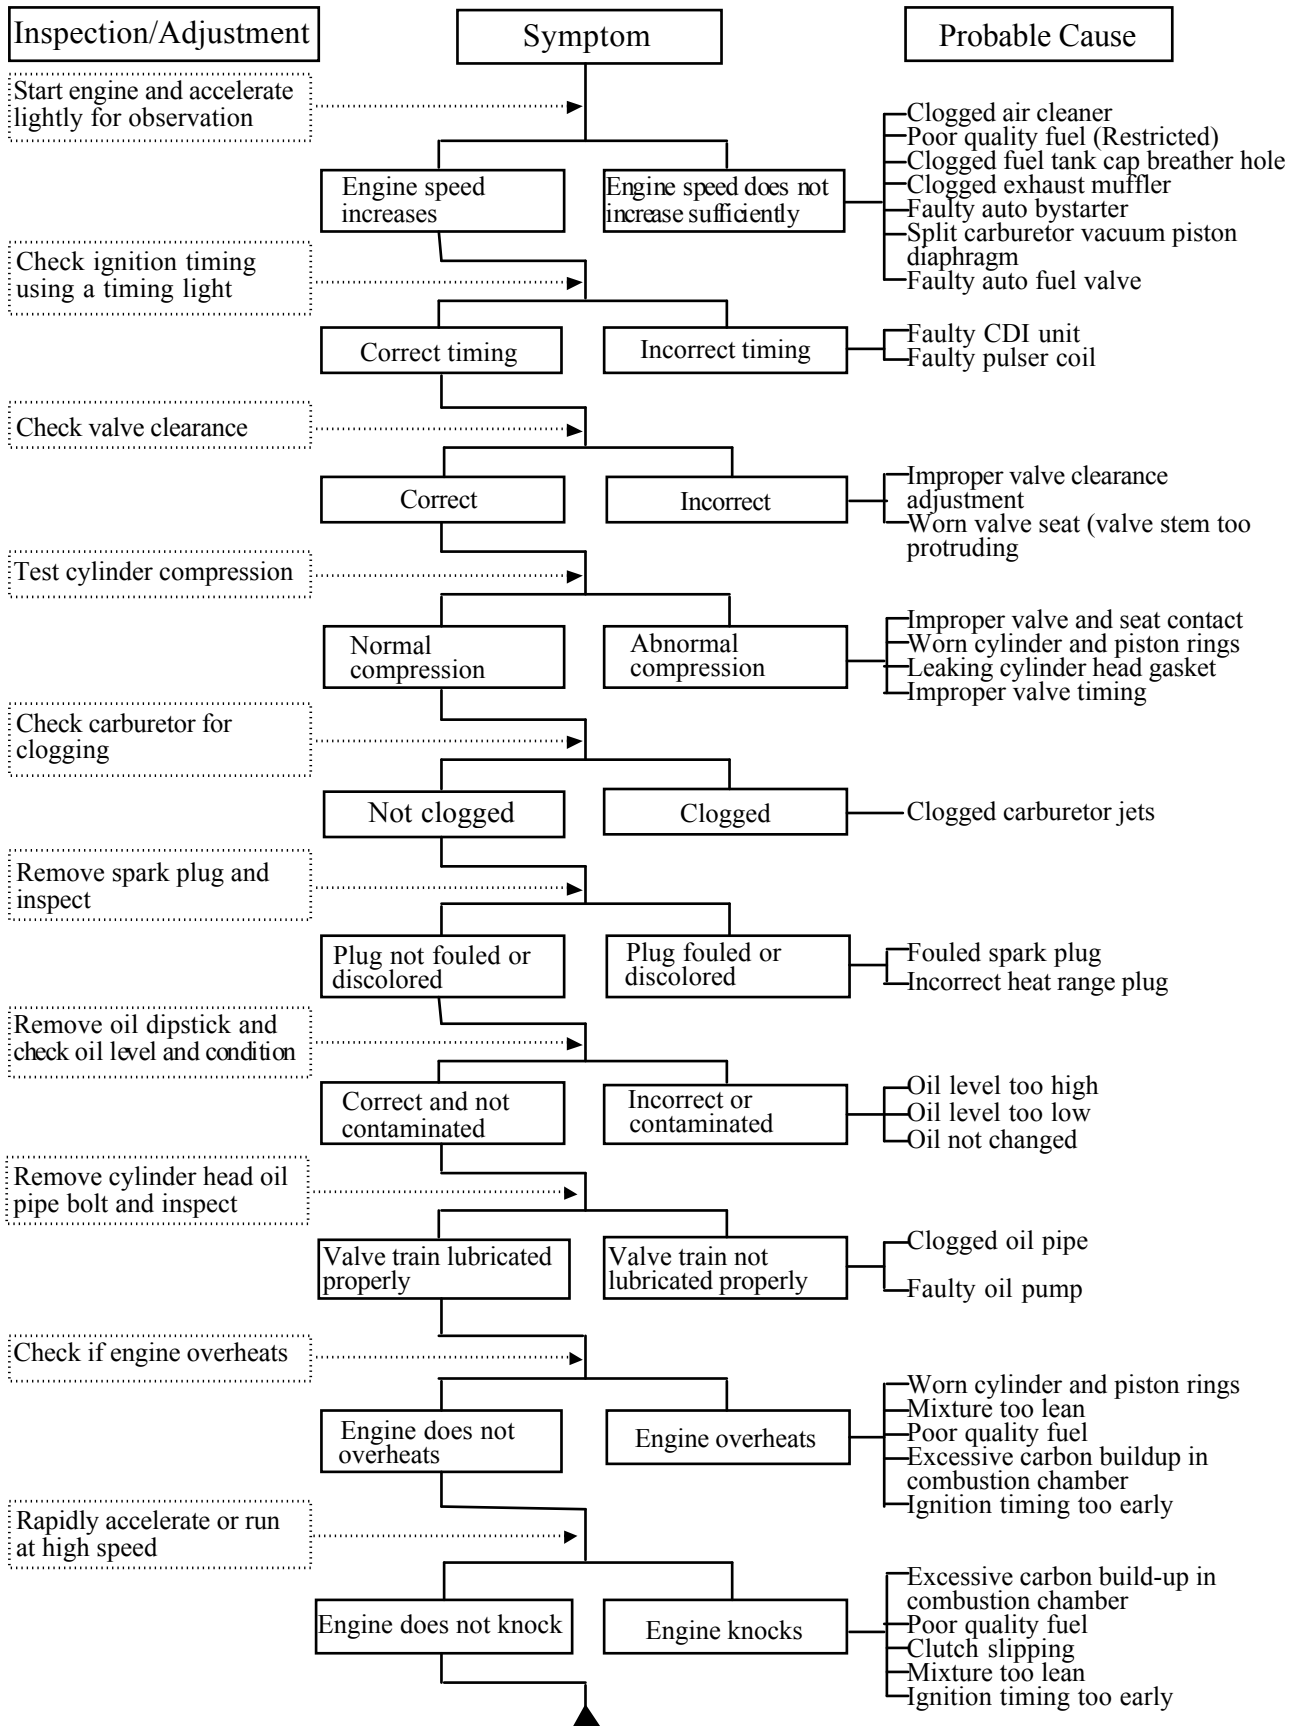 Inspection/Adjustment
Symptom
Probable Cause
Start engine and accelerate
lightly for observation
Clogged air cleaner
Poor quality fuel (Restricted)
Clogged fuel tank cap breather hole
Clogged exhaust muffler
Faulty auto bystarter
Split carburetor vacuum piston
diaphragm
Faulty auto fuel valve
Engine speed
increases
Engine speed does not
increase sufficiently
Check ignition timing
using a timing light
Correct timing
Incorrect timing
Faulty CDI unit
Faulty pulser coil
Check valve clearance
Correct
Incorrect
Improper valve clearance
adjustment
Worn valve seat (valve stem too
protruding
Test cylinder compression
Normal
compression
Abnormal
compression
Improper valve and seat contact
Worn cylinder and piston rings
Leaking cylinder head gasket
Improper valve timing
Check carburetor for
clogging
Not clogged
Clogged
Clogged carburetor jets
Remove spark plug and
inspect
Plug not fouled or
discolored
Plug fouled or
discolored
Fouled spark plug
Incorrect heat range plug
Remove oil dipstick and
check oil level and condition
Correct and not
contaminated
Incorrect or
contaminated
Oil level too high
Oil level too low
Oil not changed
Remove cylinder head oil
pipe bolt and inspect
Valve train lubricated
properly
Valve train not
lubricated properly
Clogged oil pipe
Faulty oil pump
Check if engine overheats
Engine does not
overheats
Engine overheats
Worn cylinder and piston rings
Mixture too lean
Poor quality fuel
Excessive carbon buildup in
combustion chamber
Ignition timing too early
Rapidly accelerate or run
at high speed
Engine does not knock
Engine knocks
Excessive carbon build-up in
combustion chamber
Poor quality fuel
Clutch slipping
Mixture too lean
Ignition timing too early